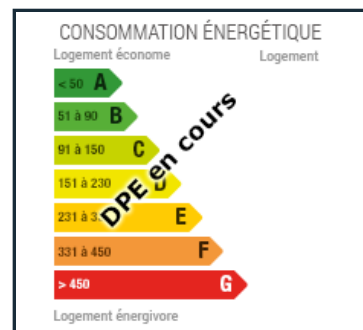 CONSOMMATION ÉNERGÉTIQUE
Logement économe
Logement
< 50 A
51 à 90 B
91 à 150 C
151 à 230 D
231 à 3 E
331 à 450 F
> 450 G
DPE en cours
Logement énergivore